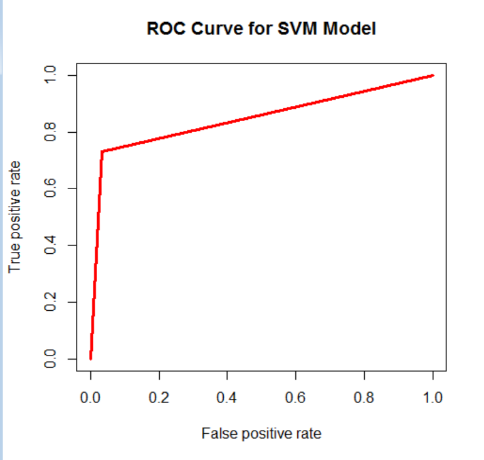 ROC Curve for SVM Model
True positive rate
1.0
0.8
0.6
0.4
0.2
0.0
0.0 0.2 0.4 0.6 0.8 1.0
False positive rate